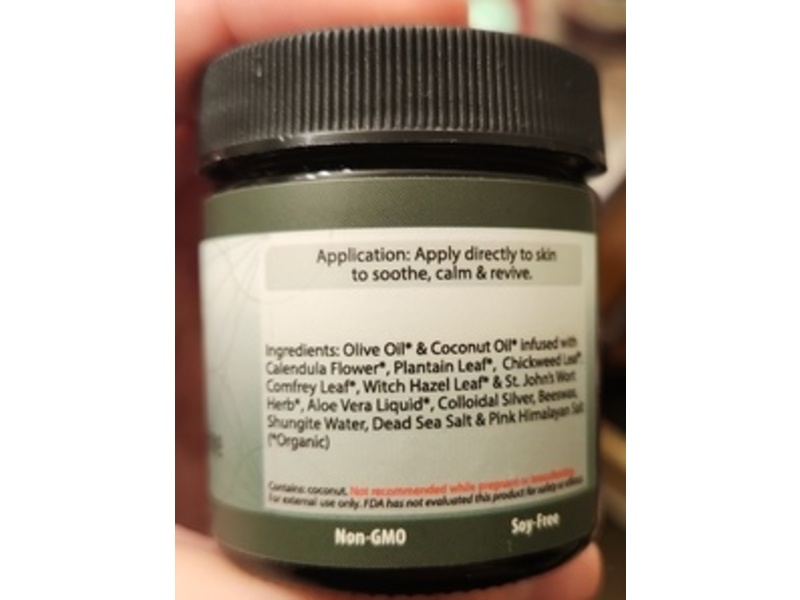 Application: Apply directly to skin
to soothe, calm & revive.
Ingredients: Olive Oil* & Coconut Oil* infused with
Calendula Flower*, Plantain Leaf*, Chickweed Leaf*,
Comfrey Leaf*, Witch Hazel Leaf* & St. John's Wort
Herb*, Aloe Vera Liquid*, Colloidal Silver, Beeswax,
Shungite Water, Dead Sea Salt & Pink Himalayan Salt
(*Organic)
Contains: coconut. Not recommended while pregnant or breastfeeding.
For external use only. FDA has not evaluated this product for safety or efficacy.
Non-GMO
Soy-Free